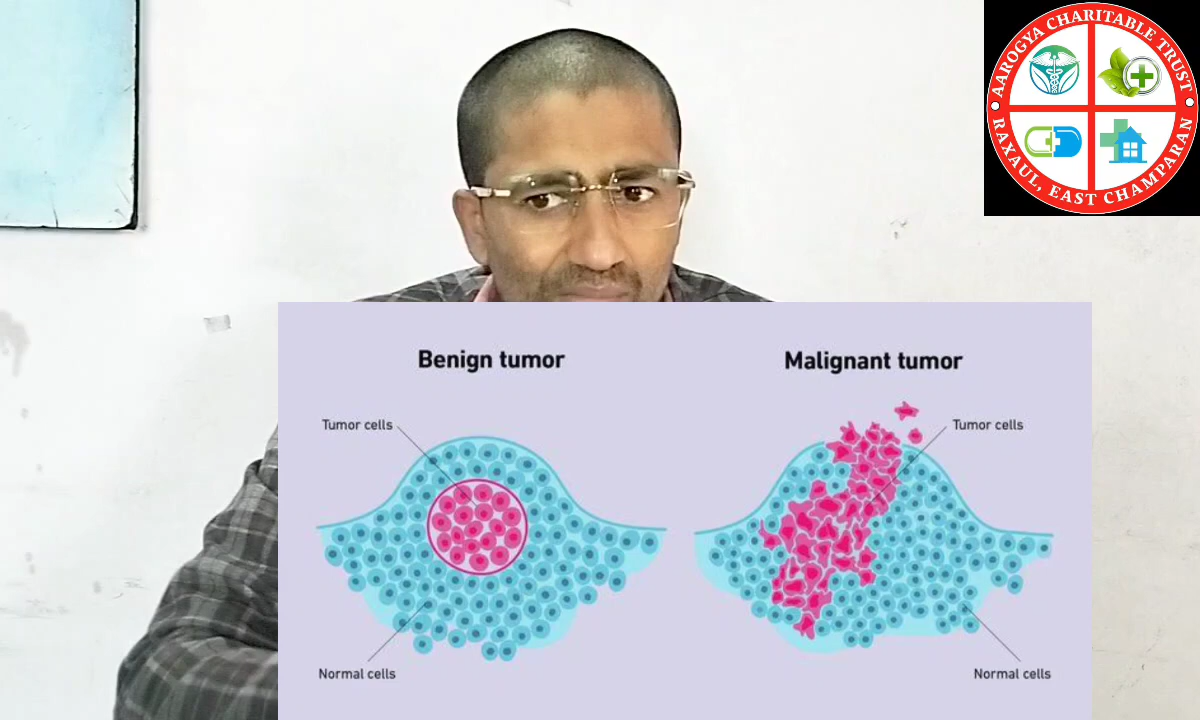 AAROGYA CHARITABLE TRUST
RAXAUL, EAST CHAMPARAN
Benign tumor
Malignant tumor
Tumor cells
Tumor cells
Normal cells
Normal cells